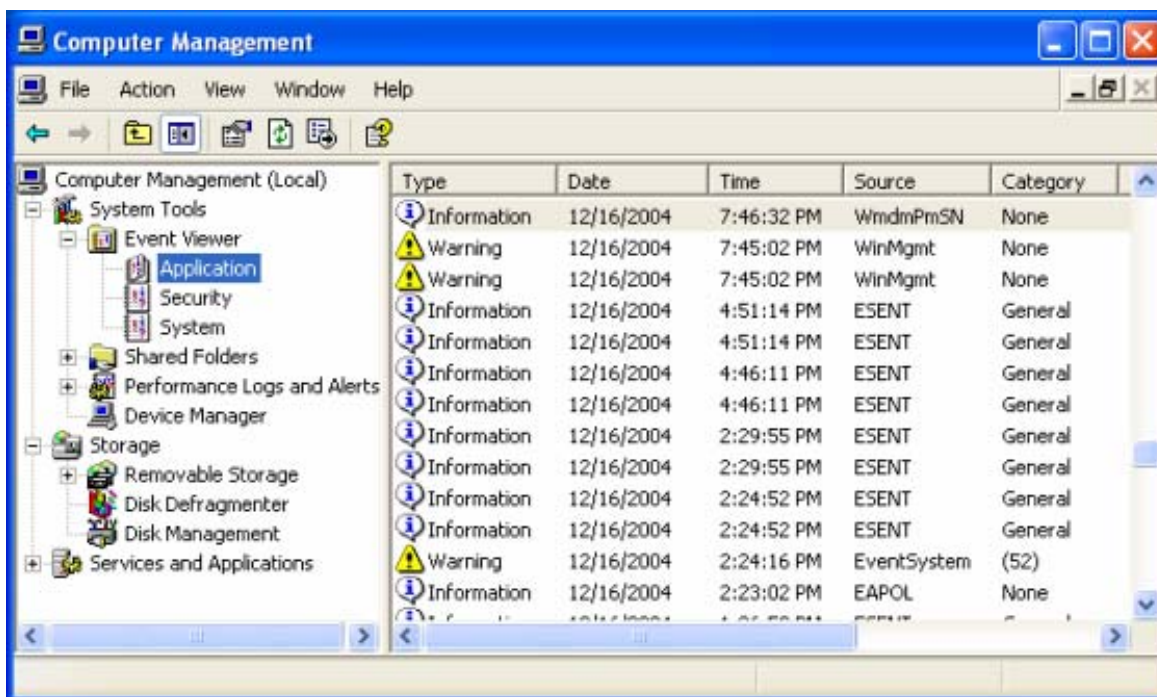 Computer Management
File Action View Window Help
Computer Management (Local)
System Tools
Event Viewer
Application
Security
System
Shared Folders
Performance Logs and Alerts
Device Manager
Storage
Removable Storage
Disk Defragmenter
Disk Management
Services and Applications
Type Date Time Source Category
Information 12/16/2004 7:46:32 PM WmdmPmSN None
Warning 12/16/2004 7:45:02 PM WinMgmt None
Warning 12/16/2004 7:45:02 PM WinMgmt None
Information 12/16/2004 4:51:14 PM ESENT General
Information 12/16/2004 4:51:14 PM ESENT General
Information 12/16/2004 4:46:11 PM ESENT General
Information 12/16/2004 4:46:11 PM ESENT General
Information 12/16/2004 2:29:55 PM ESENT General
Information 12/16/2004 2:29:55 PM ESENT General
Information 12/16/2004 2:24:52 PM ESENT General
Information 12/16/2004 2:24:52 PM ESENT General
Warning 12/16/2004 2:24:16 PM EventSystem (52)
Information 12/16/2004 2:23:02 PM EAPOL None